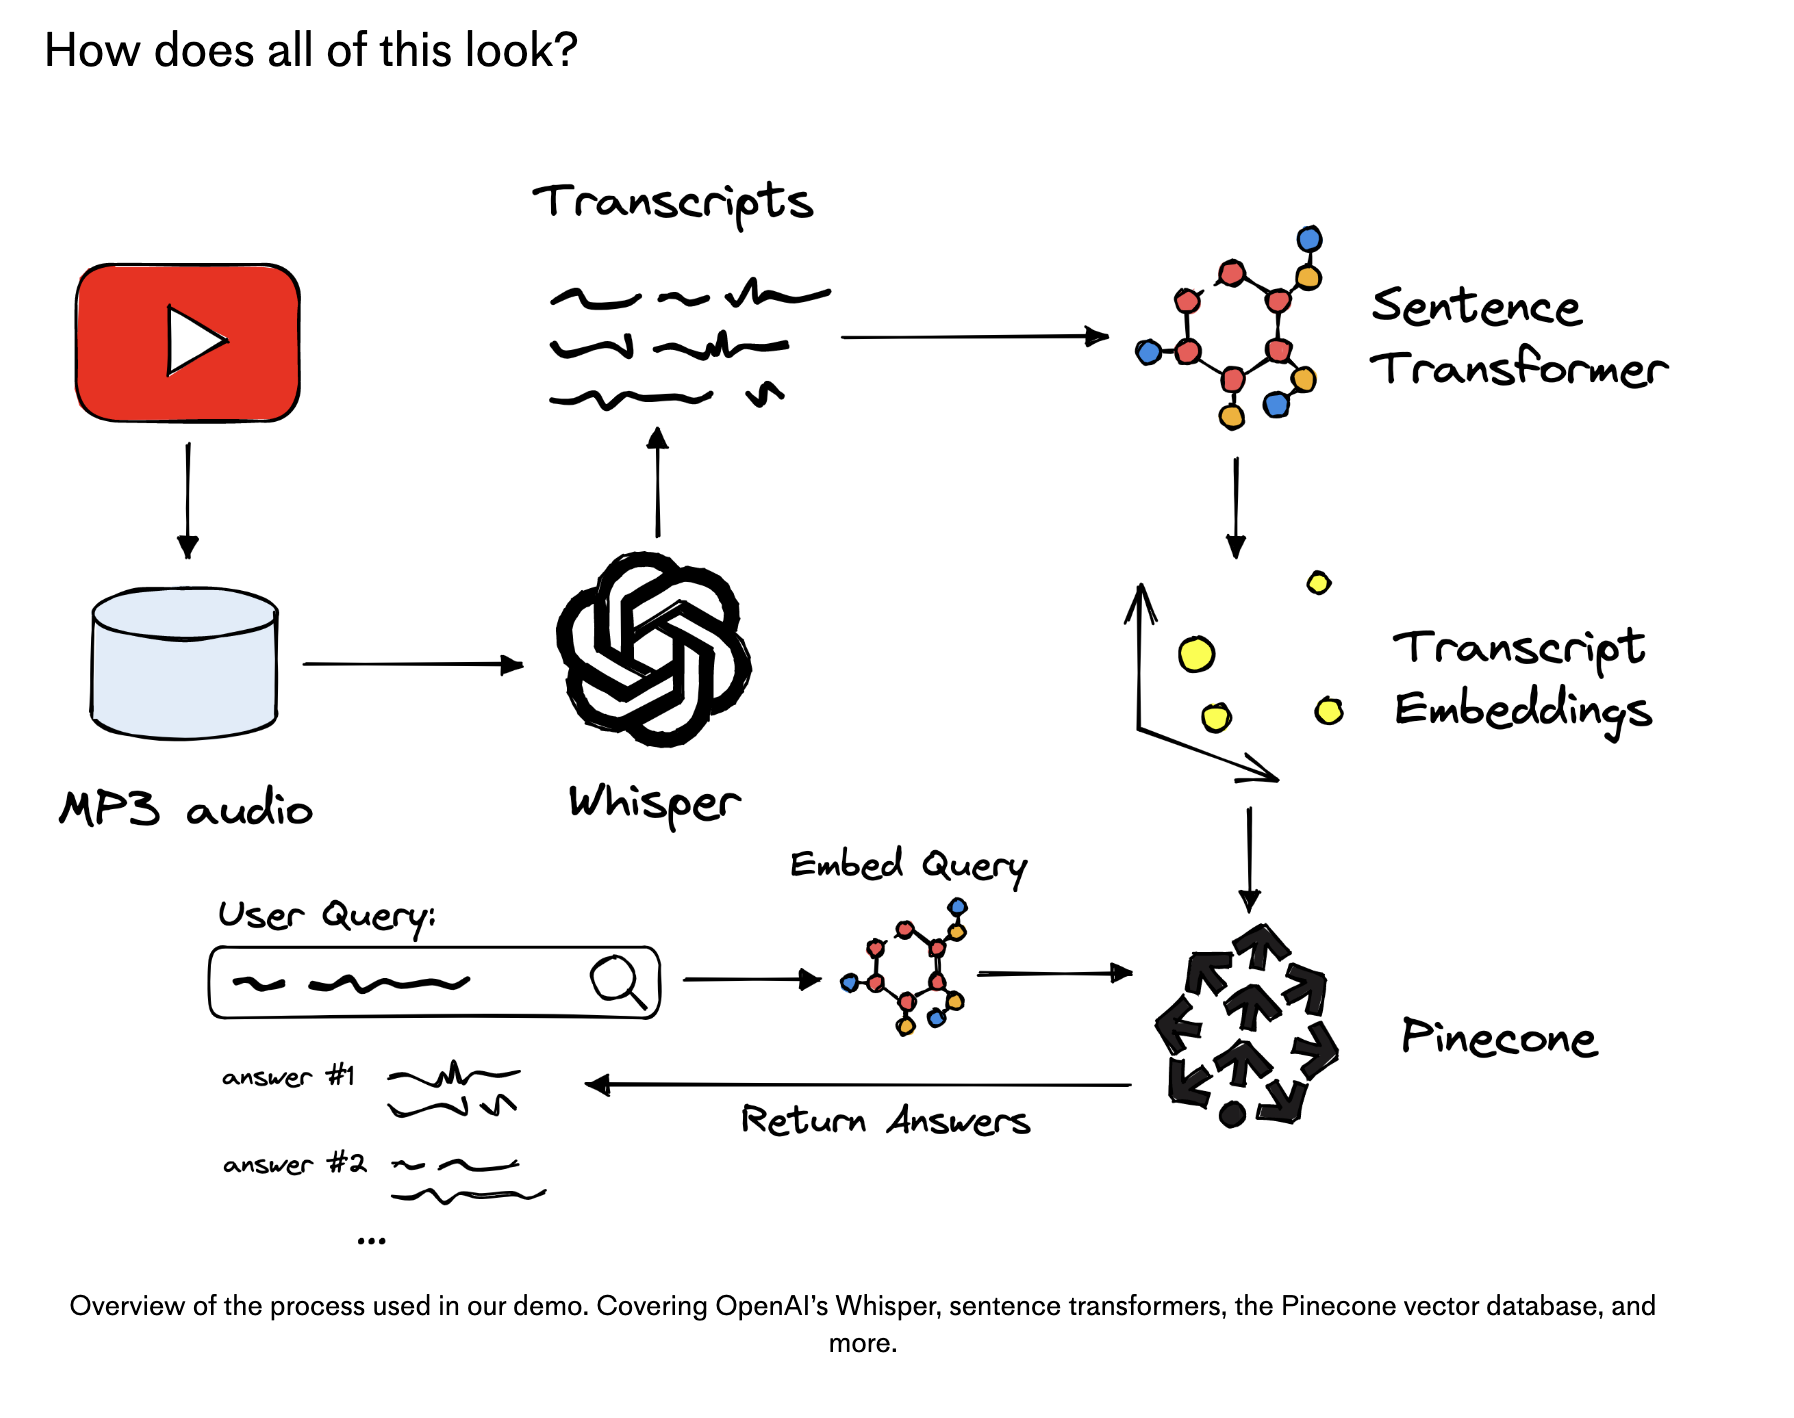 How does all of this look?
Transcripts
Sentence
Transformer
MP3 audio
Whisper
Transcript
Embeddings
Embed Query
User Query:
Pinecone
answer #1
Return Answers
answer #2
...
Overview of the process used in our demo. Covering OpenAI’s Whisper, sentence transformers, the Pinecone vector database, and
more.